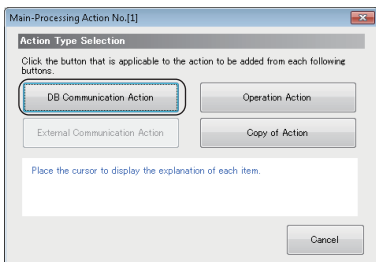 Main-Processing Action No.[1]
Action Type Selection
Click the button that is applicable to the action to be added from each following
buttons.
DB Communication Action
Operation Action
External Communication Action
Copy of Action
Place the cursor to display the explanation of each item.
Cancel